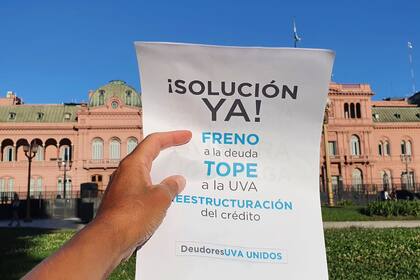 ¡SOLUCIÓN
YA!
FRENO
a la deuda
TOPE
a la UVA
REESTRUCTURACIÓN
del crédito
DeudoresUVA UNIDOS